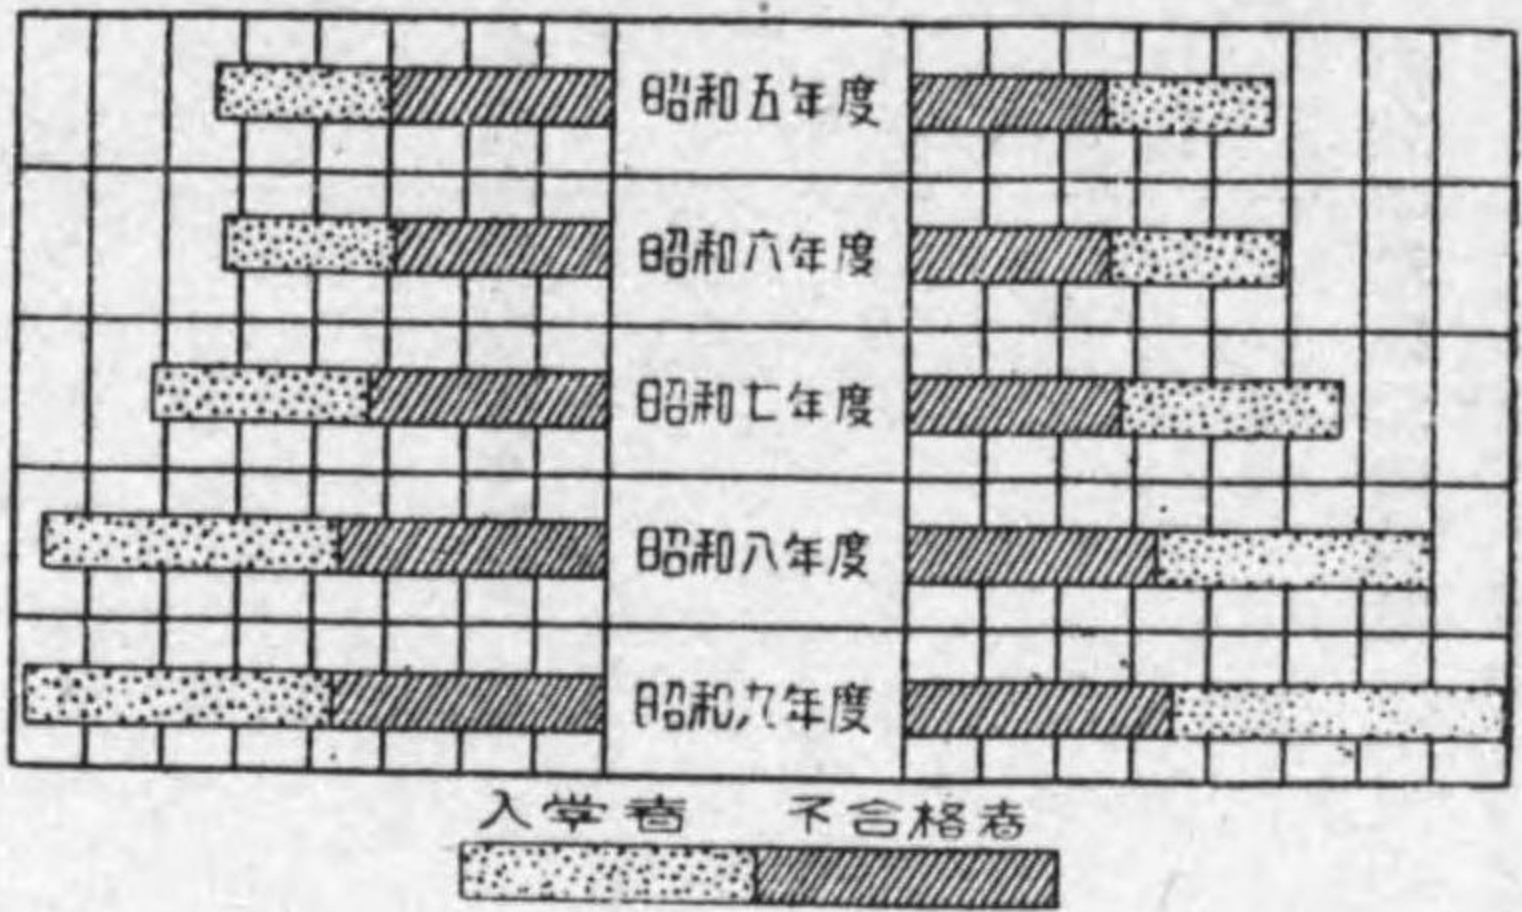 昭和五年度
昭和六年度
昭和七年度
昭和八年度
昭和九年度
入学者 不合格者